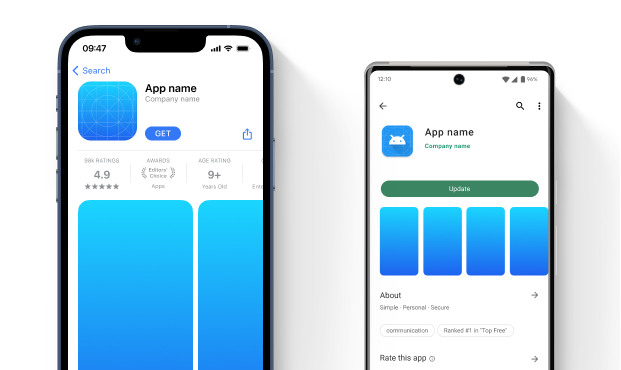 09:47
Search
App name
Company name
GET
98k RATINGS
4.9
AWARDS
Editors'
Choice
Apps
AGE RATING
9+
Years Old
12:10
96%
App name
Company name
Update
About
Simple · Personal · Secure
communication
Ranked #1 in "Top Free"
Rate this app